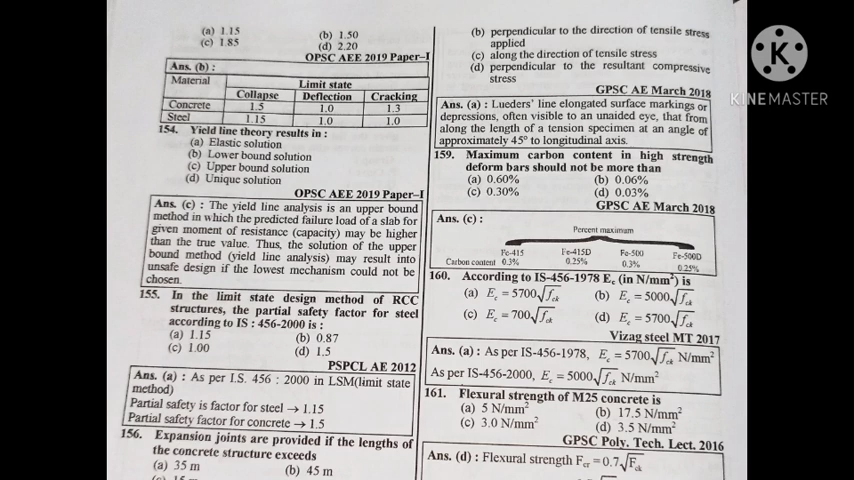 (a) 1.15 (b) 1.50
(c) 1.85 (d) 2.20
OPSC AEE 2019 Paper–I
Ans. (b) :
Material Limit state
Collapse Deflection Cracking
Concrete 1.5 1.0 1.3
Steel 1.15 1.0 1.0
154. Yield line theory results in :
(a) Elastic solution
(b) Lower bound solution
(c) Upper bound solution
(d) Unique solution
OPSC AEE 2019 Paper–I
Ans. (c) : The yield line analysis is an upper bound
method in which the predicted failure load of a slab for
given moment of resistance (capacity) may be higher
than the true value. Thus, the solution of the upper
bound method (yield line analysis) may result into
unsafe design if the lowest mechanism could not be
chosen.
155. In the limit state design method of RCC
structures, the partial safety factor for steel
according to IS : 456-2000 is :
(a) 1.15 (b) 0.87
(c) 1.00 (d) 1.5
PSPCL AE 2012
Ans. (a) : As per I.S. 456 : 2000 in LSM(limit state
method)
Partial safety is factor for steel → 1.15
Partial safety factor for concrete → 1.5
156. Expansion joints are provided if the lengths of
the concrete structure exceeds
(a) 35 m (b) 45 m
(b) perpendicular to the direction of tensile stress
applied
(c) along the direction of tensile stress
(d) perpendicular to the resultant compressive
stress
GPSC AE March 2018
Ans. (a) : Lueders' line elongated surface markings or
depressions, often visible to an unaided eye, that from
along the length of a tension specimen at an angle of
approximately 45° to longitudinal axis.
159. Maximum carbon content in high strength
deform bars should not be more than
(a) 0.60% (b) 0.06%
(c) 0.30% (d) 0.03%
GPSC AE March 2018
Ans. (c) :
Percent maximum
Fe-415 Fe-415D Fe-500 Fe-500D
Carbon content 0.3% 0.25% 0.3% 0.25%
160. According to IS-456-1978 E_c (in N/mm²) is
(a) E_c = 5700√f_ck (b) E_c = 5000√f_ck
(c) E_c = 700√f_ck (d) E_c = 5700√f_ck
Vizag steel MT 2017
Ans. (a) : As per IS-456-1978, E_c = 5700√f_ck N/mm²
As per IS-456-2000, E_c = 5000√f_ck N/mm²
161. Flexural strength of M25 concrete is
(a) 5 N/mm² (b) 17.5 N/mm²
(c) 3.0 N/mm² (d) 3.5 N/mm²
GPSC Poly. Tech. Lect. 2016
Ans. (d) : Flexural strength F_cr = 0.7√F_ck
K
KINEMASTER